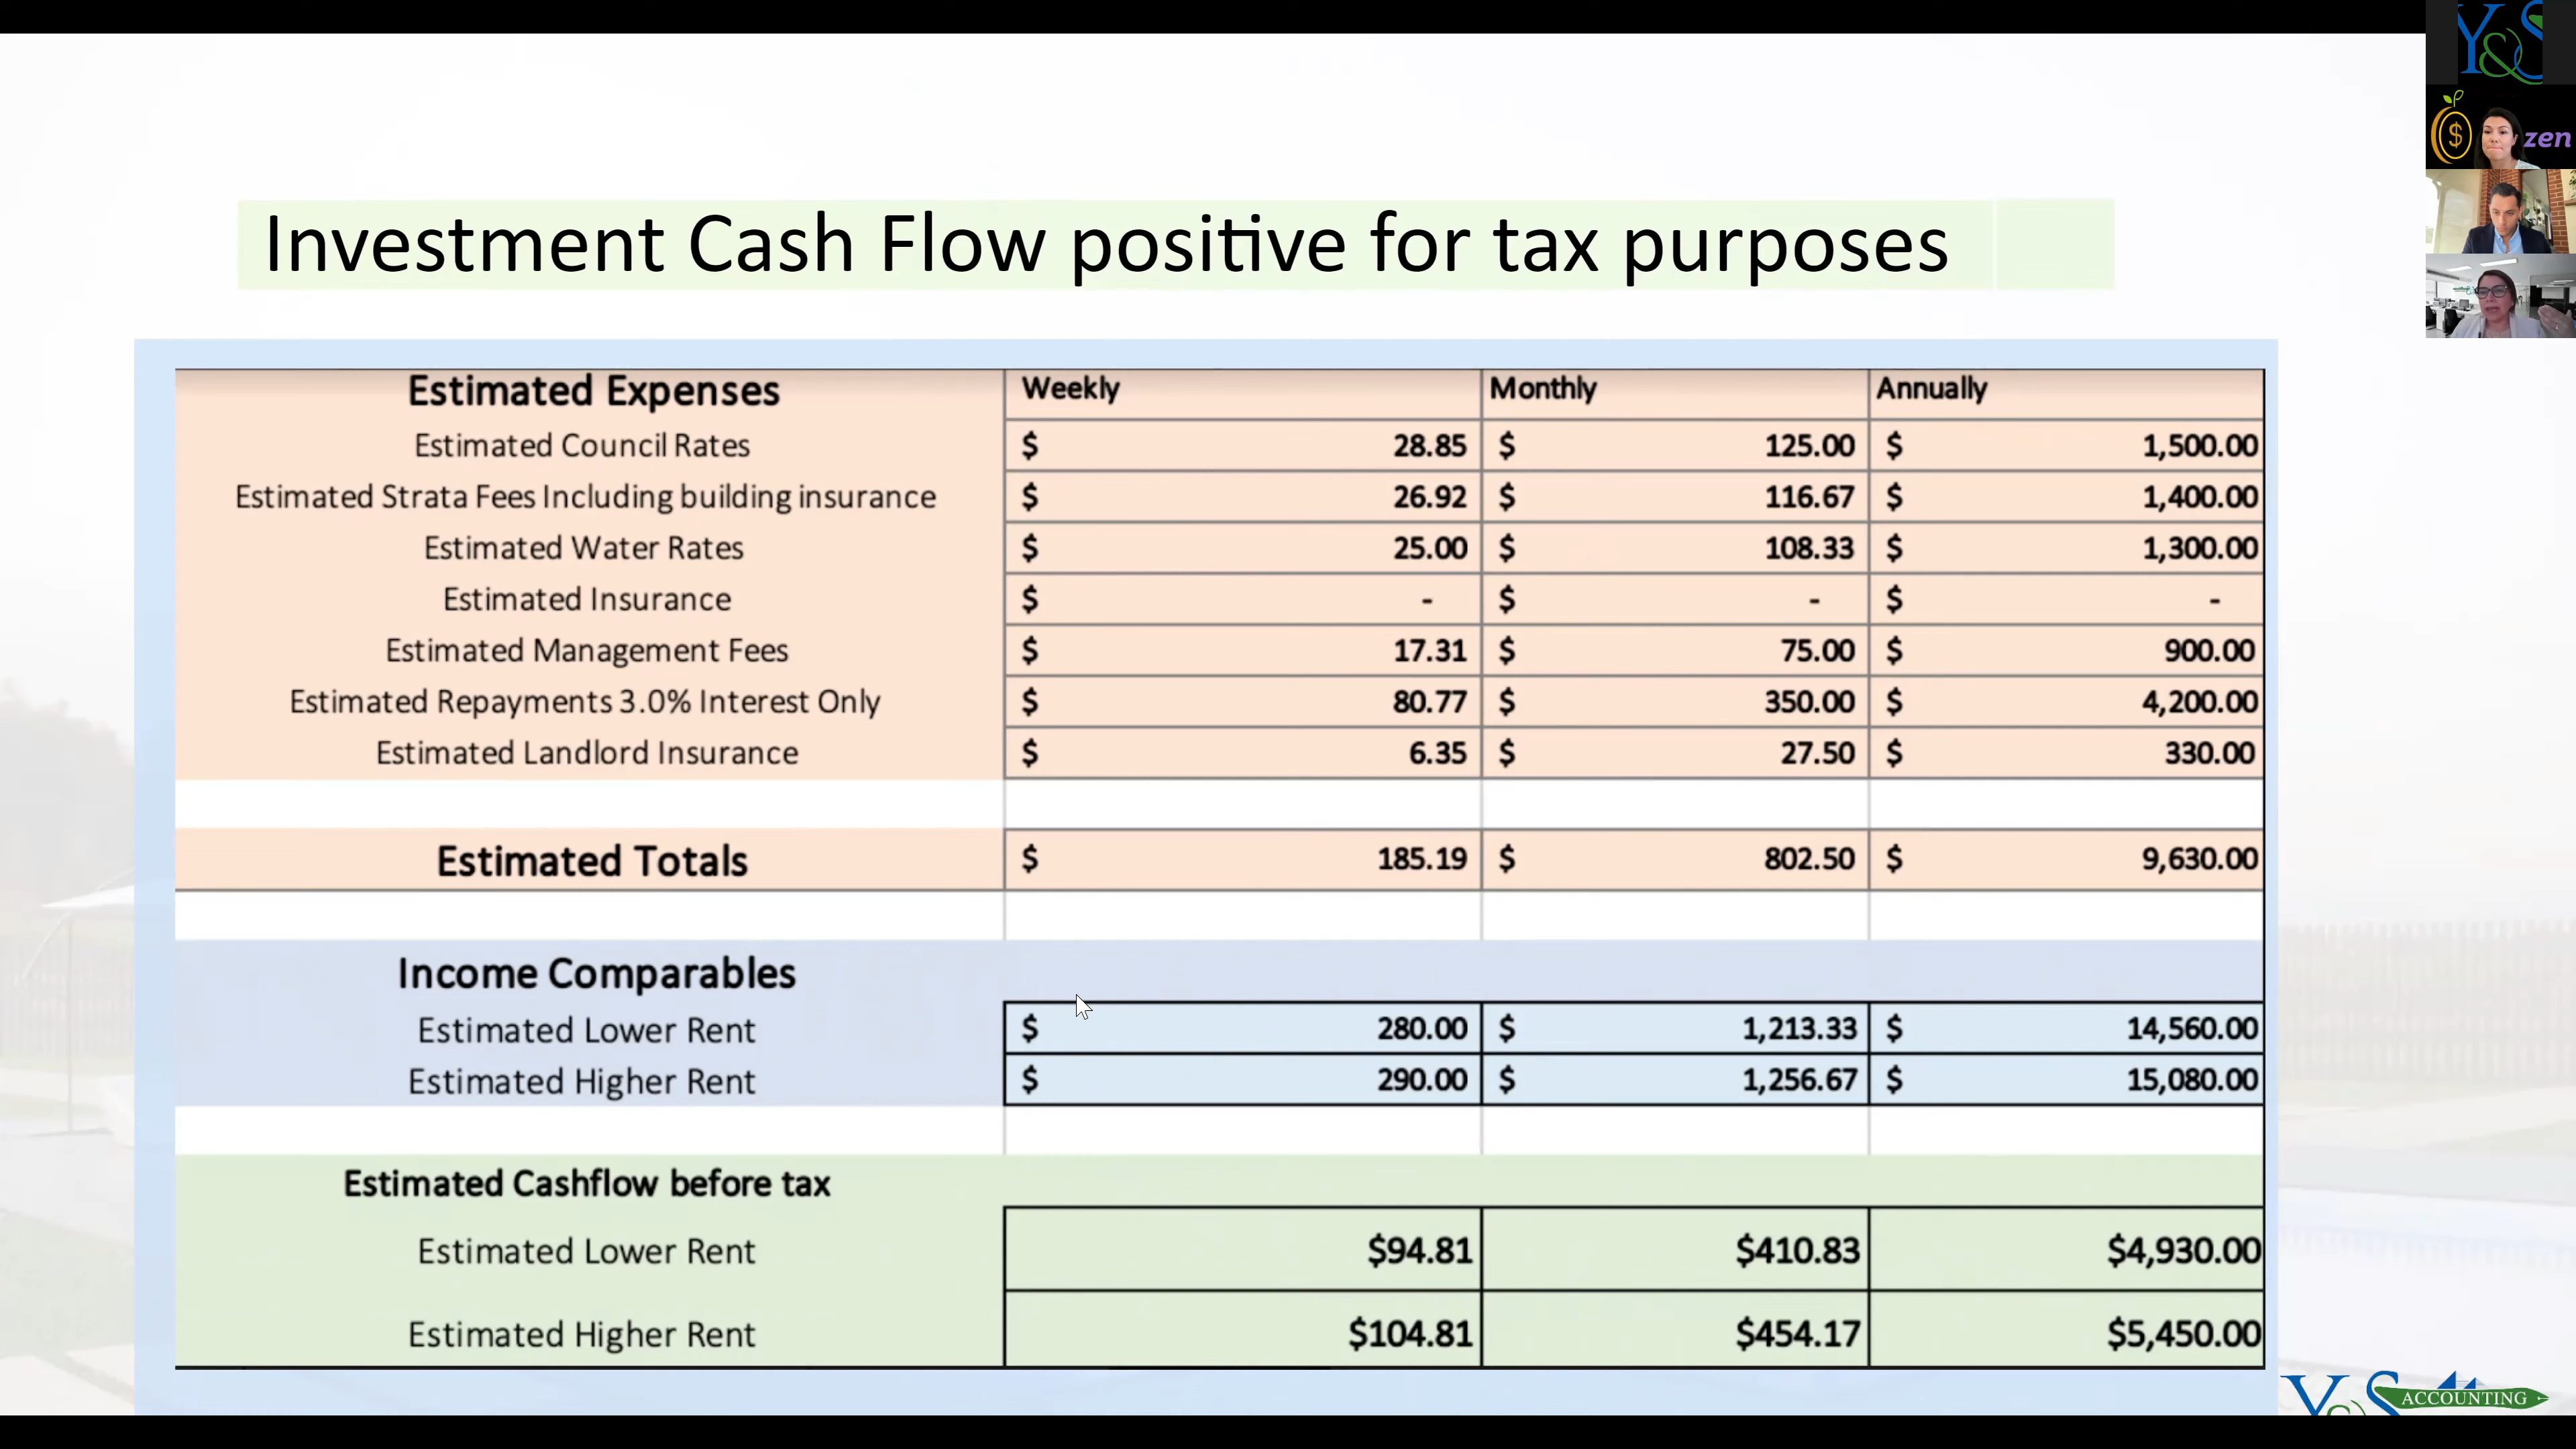 Y&S
zen
Investment Cash Flow positive for tax purposes
Estimated Expenses Weekly Monthly Annually
Estimated Council Rates $ 28.85 $ 125.00 $ 1,500.00
Estimated Strata Fees Including building insurance $ 26.92 $ 116.67 $ 1,400.00
Estimated Water Rates $ 25.00 $ 108.33 $ 1,300.00
Estimated Insurance $ - $ - $ -
Estimated Management Fees $ 17.31 $ 75.00 $ 900.00
Estimated Repayments 3.0% Interest Only $ 80.77 $ 350.00 $ 4,200.00
Estimated Landlord Insurance $ 6.35 $ 27.50 $ 330.00
Estimated Totals $ 185.19 $ 802.50 $ 9,630.00
Income Comparables
Estimated Lower Rent $ 280.00 $ 1,213.33 $ 14,560.00
Estimated Higher Rent $ 290.00 $ 1,256.67 $ 15,080.00
Estimated Cashflow before tax
Estimated Lower Rent $94.81 $410.83 $4,930.00
Estimated Higher Rent $104.81 $454.17 $5,450.00
Y&S ACCOUNTING